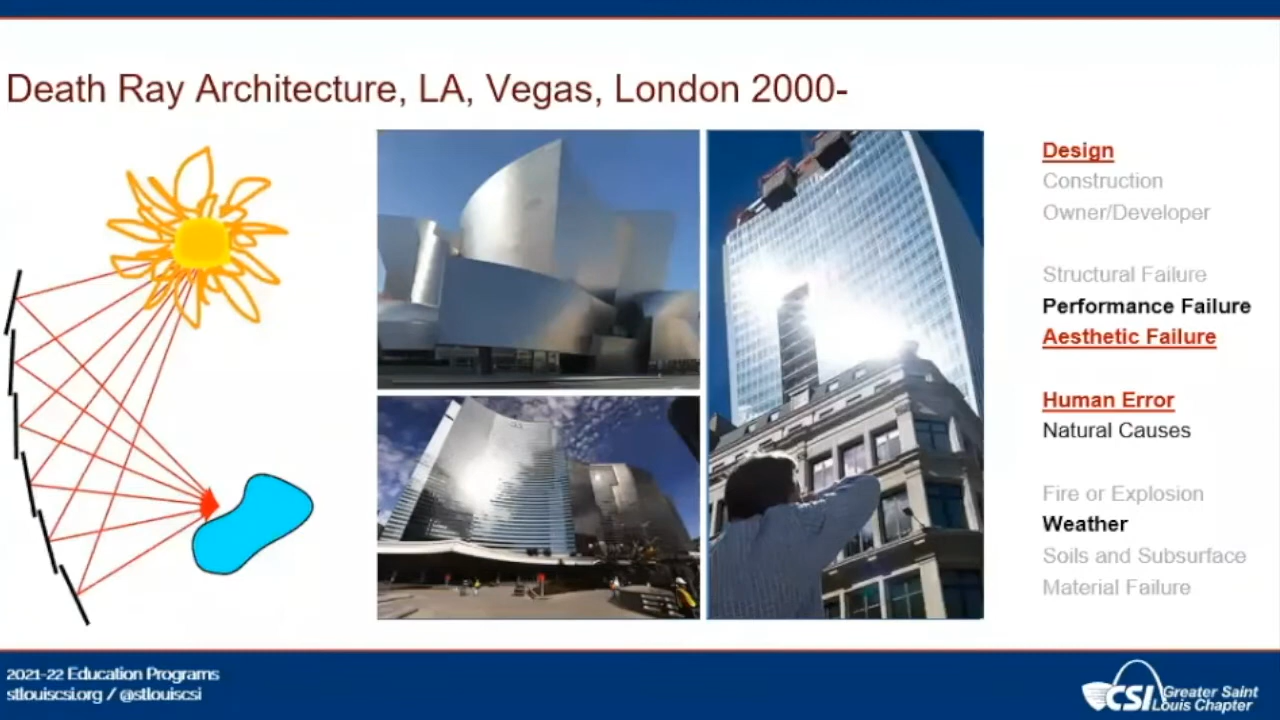 Death Ray Architecture, LA, Vegas, London 2000-
Design
Construction
Owner/Developer
Structural Failure
Performance Failure
Aesthetic Failure
Human Error
Natural Causes
Fire or Explosion
Weather
Soils and Subsurface
Material Failure
2021-22 Education Programs
stlouiscsi.org / @stlouiscsi
CSI Greater Saint
Louis Chapter